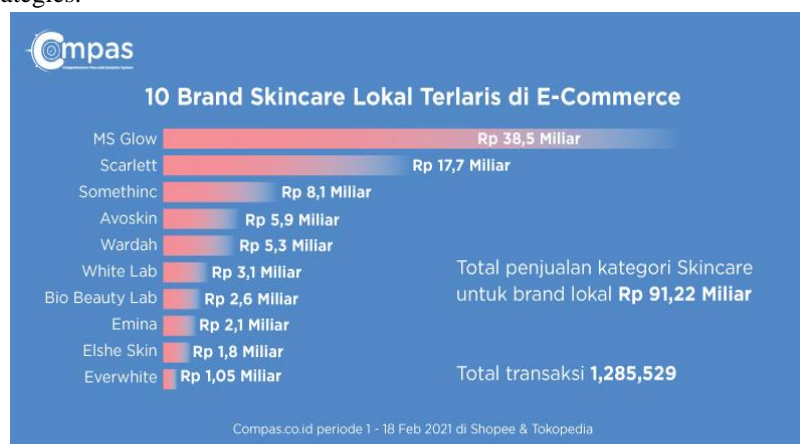 ategies.
Compas
10 Brand Skincare Lokal Terlaris di E-Commerce
MS Glow Rp 38,5 Miliar
Scarlett Rp 17,7 Miliar
Somethinc Rp 8,1 Miliar
Avoskin Rp 5,9 Miliar
Wardah Rp 5,3 Miliar
White Lab Rp 3,1 Miliar
Bio Beauty Lab Rp 2,6 Miliar
Emina Rp 2,1 Miliar
Elshe Skin Rp 1,8 Miliar
Everwhite Rp 1,05 Miliar
Total penjualan kategori Skincare
untuk brand lokal Rp 91,22 Miliar
Total transaksi 1,285,529
Compas.co.id periode 1 - 18 Feb 2021 di Shopee & Tokopedia